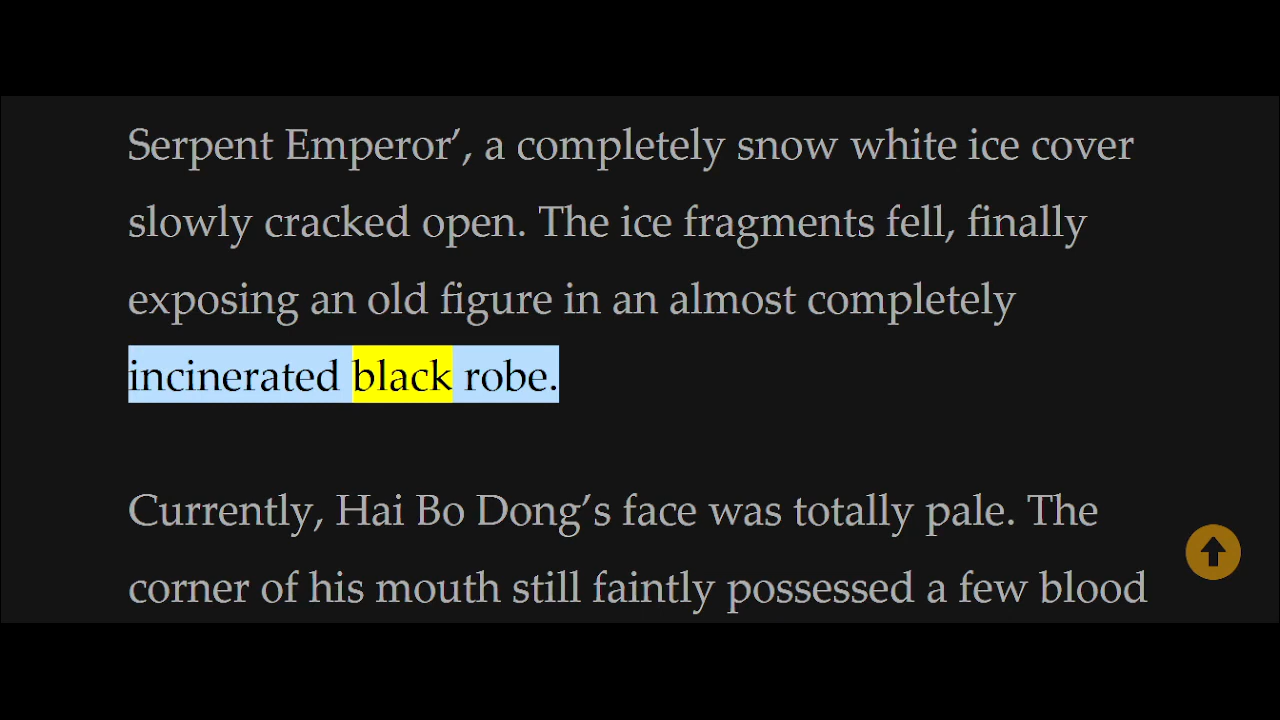 Serpent Emperor’, a completely snow white ice cover
slowly cracked open. The ice fragments fell, finally
exposing an old figure in an almost completely
incinerated black robe.
Currently, Hai Bo Dong’s face was totally pale. The
corner of his mouth still faintly possessed a few blood